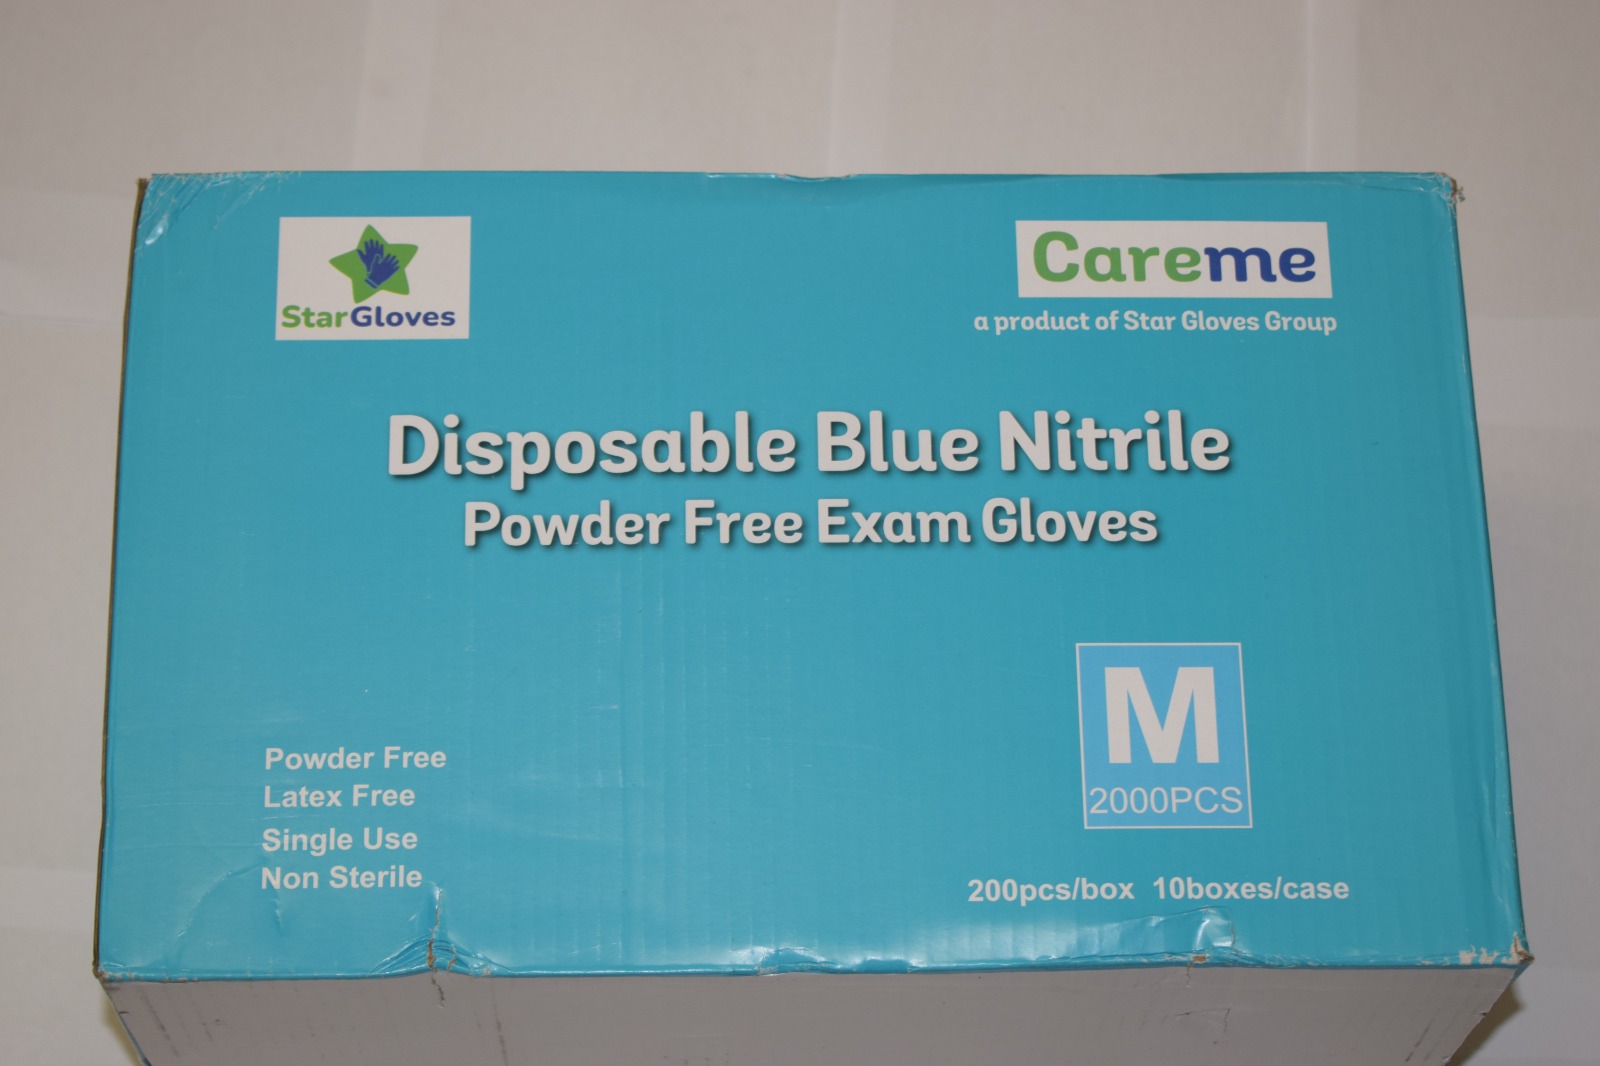 StarGloves
Careme
a product of Star Gloves Group
Disposable Blue Nitrile
Powder Free Exam Gloves
Powder Free
Latex Free
Single Use
Non Sterile
M
2000PCS
200pcs/box 10boxes/case